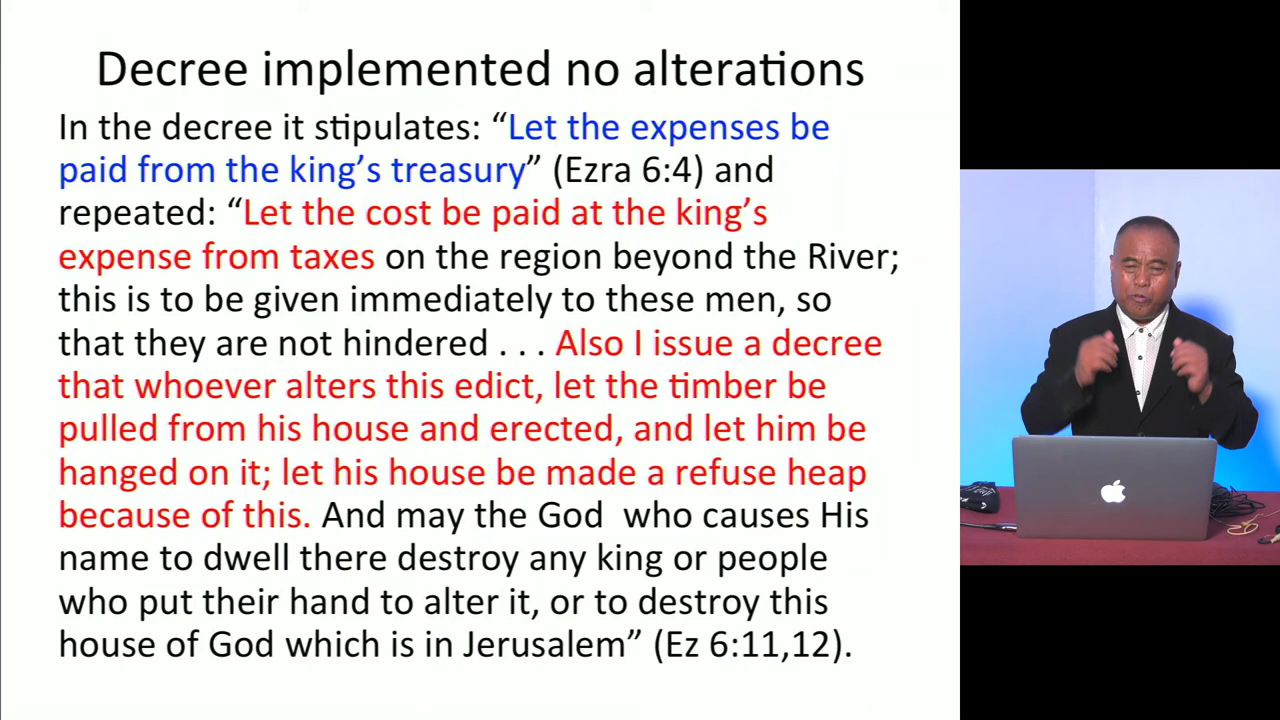 Decree implemented no alterations
In the decree it stipulates: “Let the expenses be
paid from the king’s treasury” (Ezra 6:4) and
repeated: “Let the cost be paid at the king’s
expense from taxes on the region beyond the River;
this is to be given immediately to these men, so
that they are not hindered . . . Also I issue a decree
that whoever alters this edict, let the timber be
pulled from his house and erected, and let him be
hanged on it; let his house be made a refuse heap
because of this. And may the God  who causes His
name to dwell there destroy any king or people
who put their hand to alter it, or to destroy this
house of God which is in Jerusalem” (Ez 6:11,12).